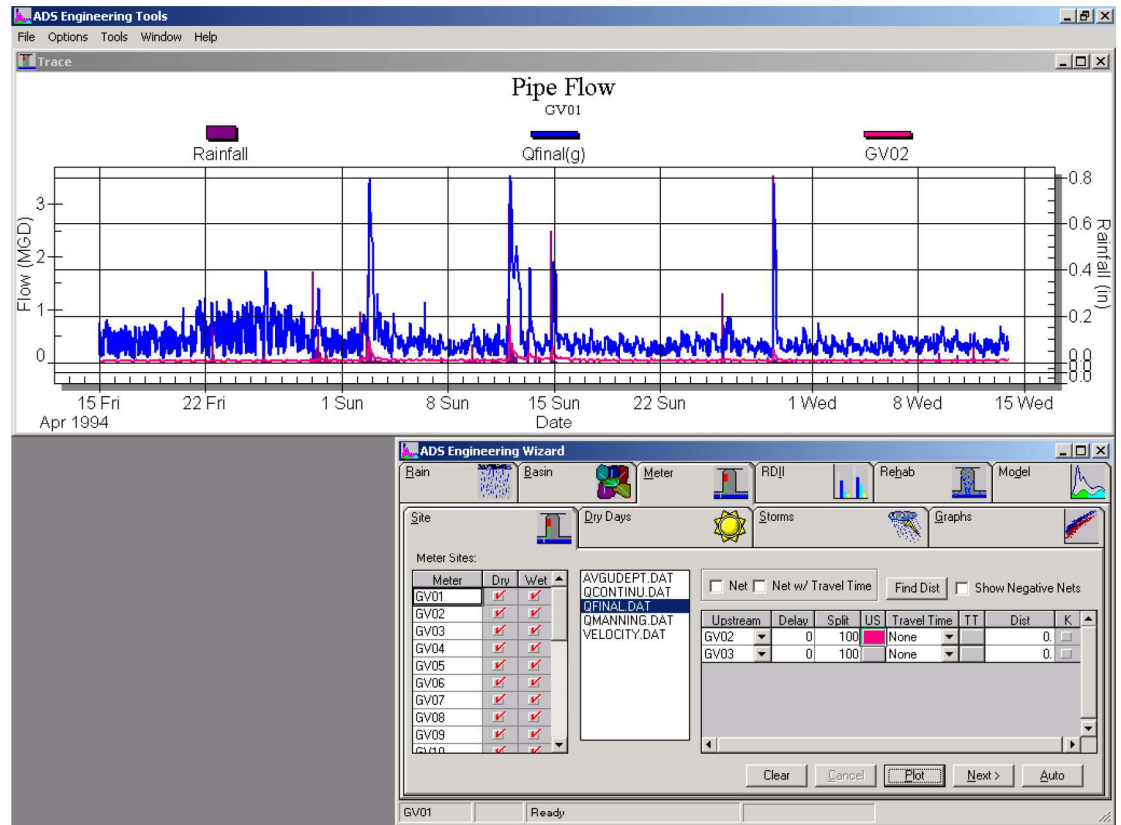 ADS Engineering Tools
File Options Tools Window Help
Trace
Pipe Flow
GV01
Rainfall Qfinal(g) GV02
Flow (MGD)
3
2
1
0
0.8
0.6
0.4
0.2
0.0
Rainfall (in)
15 Fri 22 Fri 1 Sun 8 Sun 15 Sun 22 Sun 1 Wed 8 Wed 15 Wed
Apr 1994 Date
ADS Engineering Wizard
Rain Basin Meter RDII Rehab Model
Site Dry Days Storms Graphs
Meter Sites:
Meter Dry Wet
GV01
GV02
GV03
GV04
GV05
GV06
GV07
GV08
GV09
GV10
AVGUDEPT.DAT
QCONTINU.DAT
QFINAL.DAT
QMANNING.DAT
VELOCITY.DAT
Net Net w/ Travel Time Find Dist Show Negative Nets
Upstream Delay Split US Travel Time TT Dist K
GV02 0 100 None 0.
GV03 0 100 None 0.
Clear Cancel Plot Next > Auto
GV01 Ready